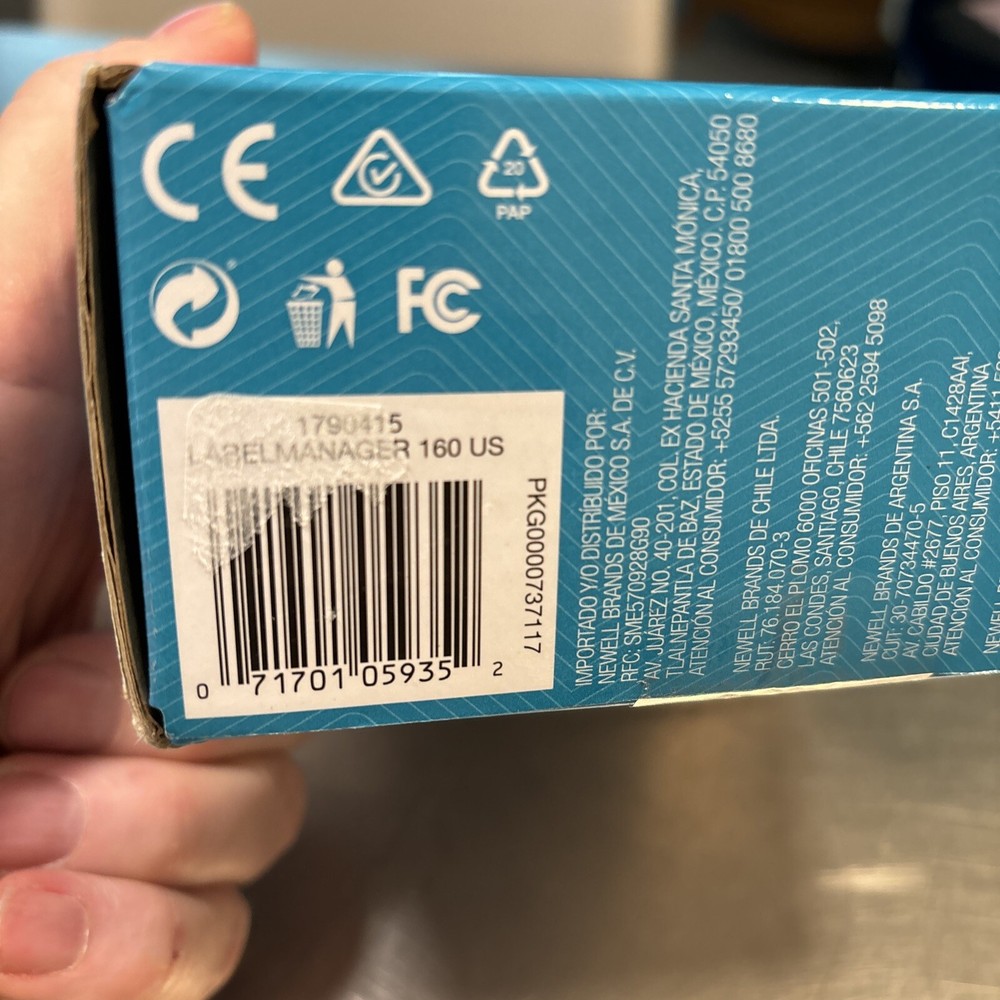 CE
20
PAP
FC
1790415
LABELMANAGER 160 US
PKG0000737117
0 71701 05935 2
IMPORTADO Y/O DISTRIBUIDO POR:
NEWELL BRANDS DE MÉXICO S.A. DE C.V.
RFC. SME570928G90
AV. JUÁREZ NO. 40-201, COL. EX HACIENDA SANTA MÓNICA,
TLALNEPANTLA DE BAZ, ESTADO DE MÉXICO, MÉXICO. C.P. 54050
ATENCIÓN AL CONSUMIDOR: +5255 57293450/ 01800 500 8680
NEWELL BRANDS DE CHILE LTDA.
RUT: 76.184.070-3
CERRO EL PLOMO 6000 OFICINAS 501-502,
LAS CONDES, SANTIAGO, CHILE 7560623
ATENCION AL CONSUMIDOR: +562 2594 5098
NEWELL BRANDS DE ARGENTINA S.A.
CUIT: 30-70734470-5
AV CABILDO #2677, PISO 11, C1428AAI,
CIUDAD DE BUENOS AIRES, ARGENTINA
ATENCIÓN AL CONSUMIDOR: